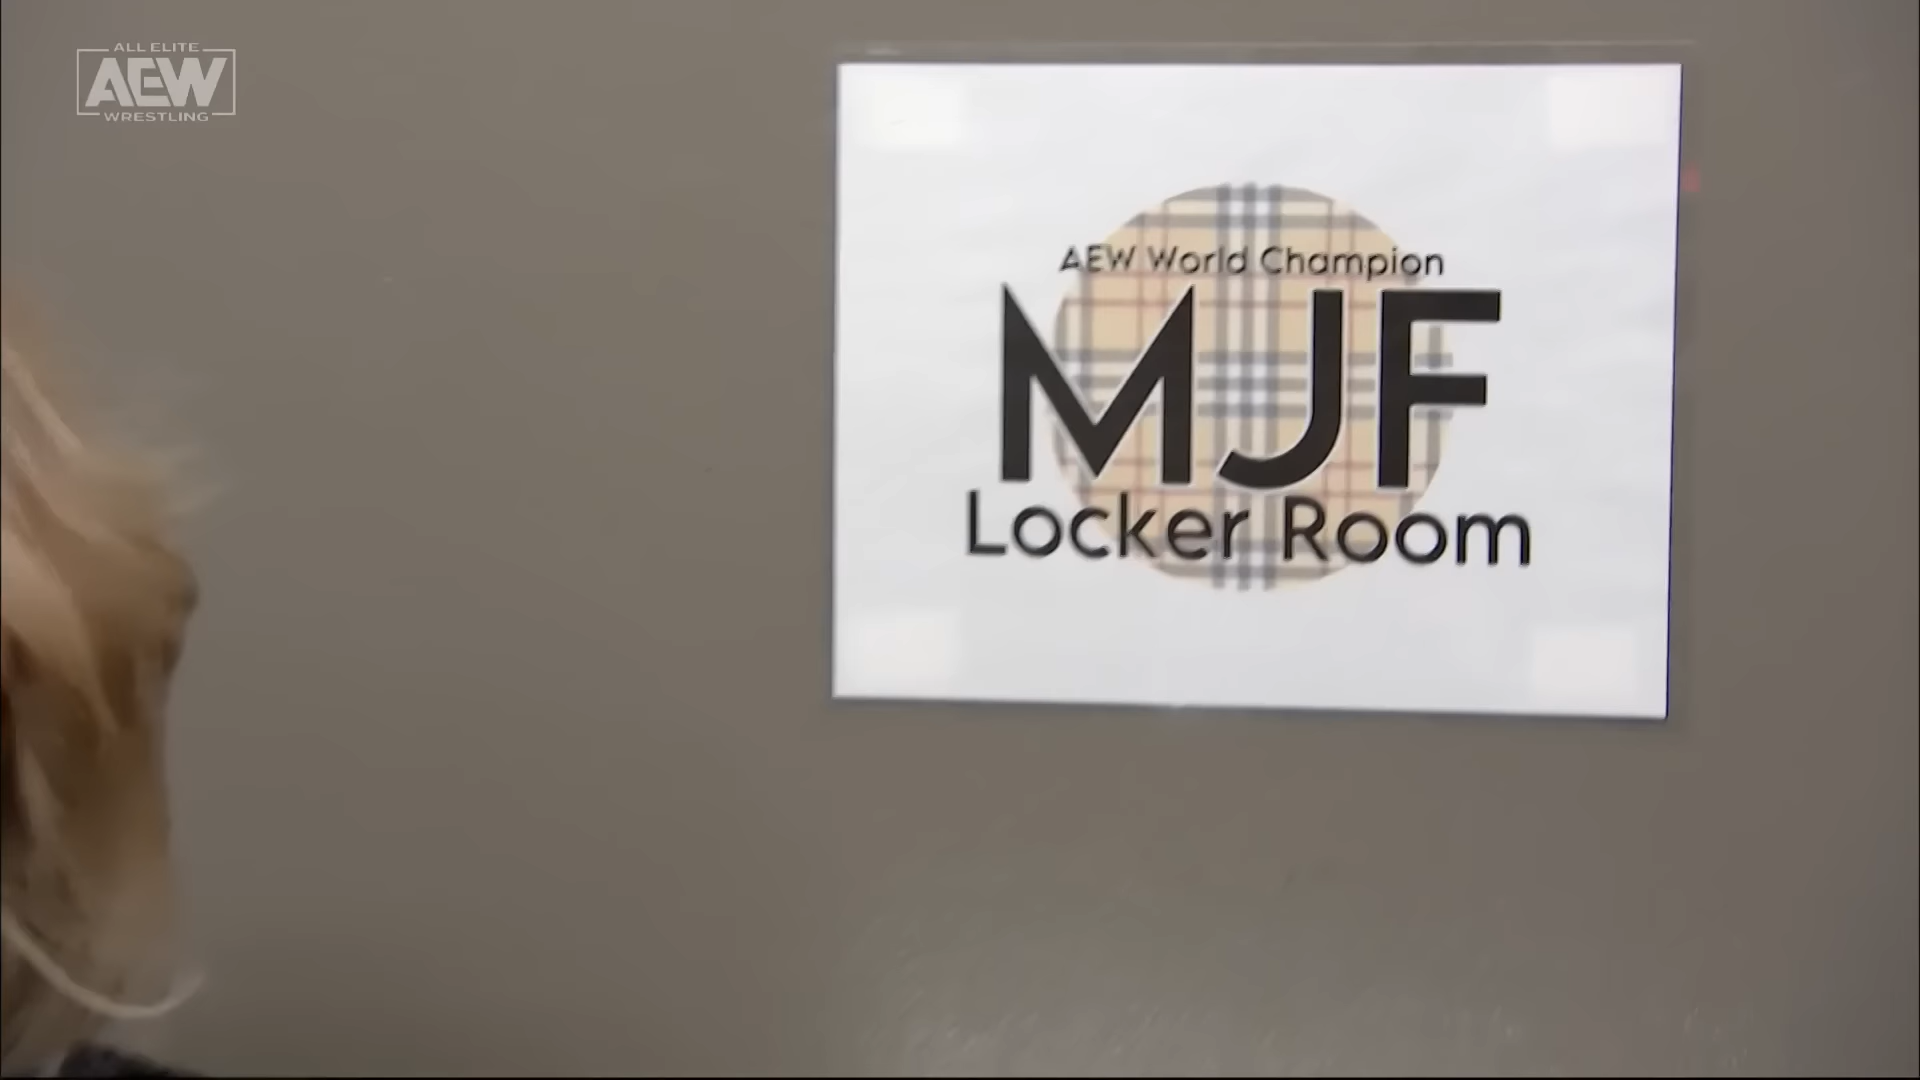 ALL ELITE
AEW
WRESTLING
AEW World Champion
MJF
Locker Room